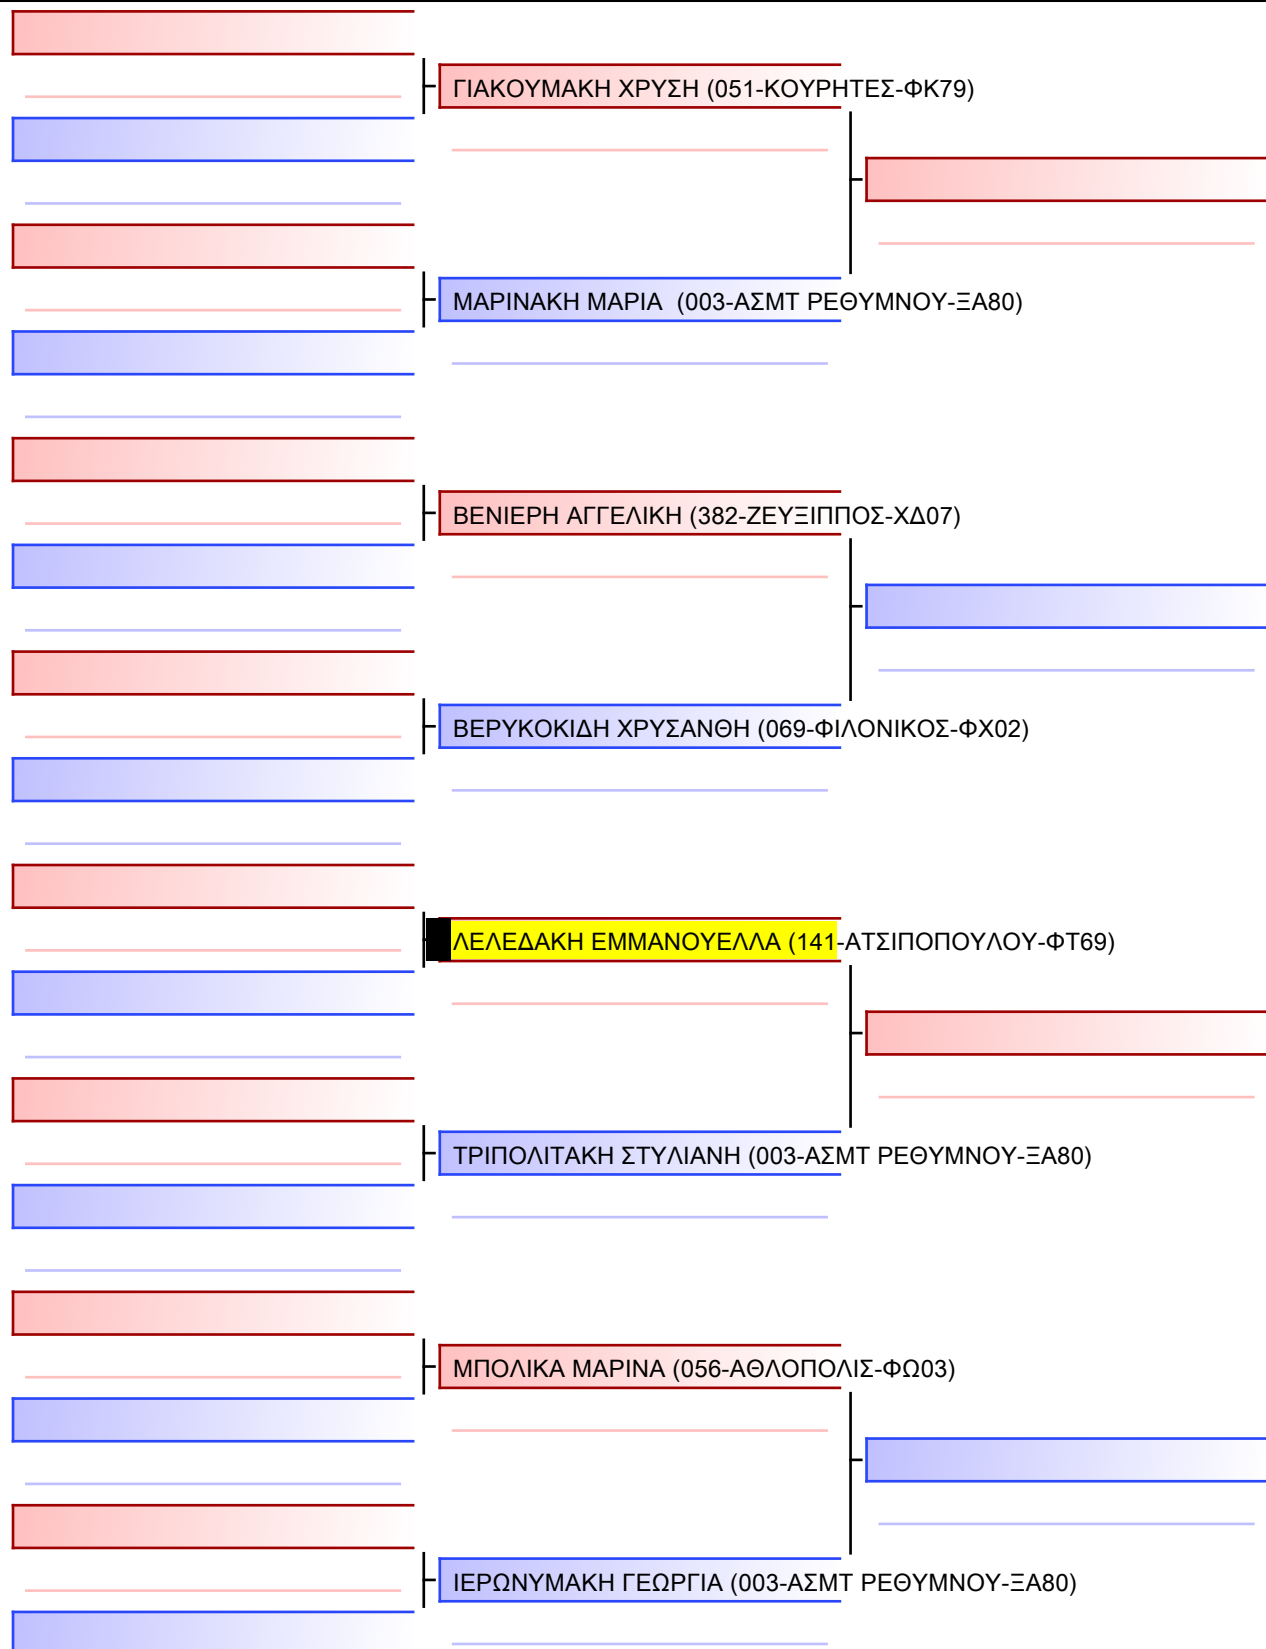 ΓΙΑΚΟΥΜΑΚΗ ΧΡΥΣΗ (051-ΚΟΥΡΗΤΕΣ-ΦΚ79)
ΜΑΡΙΝΑΚΗ ΜΑΡΙΑ  (003-ΑΣΜΤ ΡΕΘΥΜΝΟΥ-ΞΑ80)
ΒΕΝΙΕΡΗ ΑΓΓΕΛΙΚΗ (382-ΖΕΥΞΙΠΠΟΣ-ΧΔ07)
ΒΕΡΥΚΟΚΙΔΗ ΧΡΥΣΑΝΘΗ (069-ΦΙΛΟΝΙΚΟΣ-ΦΧ02)
ΛΕΛΕΔΑΚΗ ΕΜΜΑΝΟΥΕΛΛΑ (141-ΑΤΣΙΠΟΠΟΥΛΟΥ-ΦΤ69)
ΤΡΙΠΟΛΙΤΑΚΗ ΣΤΥΛΙΑΝΗ (003-ΑΣΜΤ ΡΕΘΥΜΝΟΥ-ΞΑ80)
ΜΠΟΛΙΚΑ ΜΑΡΙΝΑ (056-ΑΘΛΟΠΟΛΙΣ-ΦΩ03)
ΙΕΡΩΝΥΜΑΚΗ ΓΕΩΡΓΙΑ (003-ΑΣΜΤ ΡΕΘΥΜΝΟΥ-ΞΑ80)